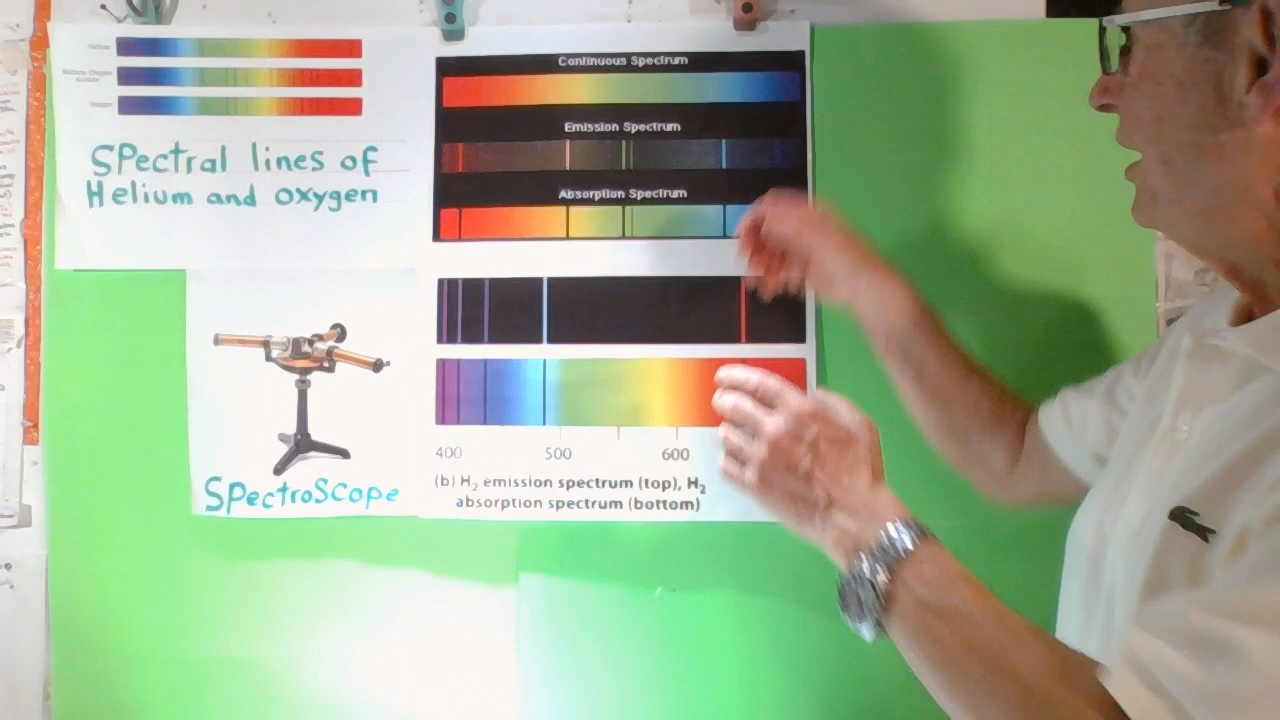 SPectral lines of
Helium and oxygen
Continuous Spectrum
Emission Spectrum
Absorption Spectrum
SPectroScope
400 500 600
(b) H₂ emission spectrum (top), H₂
absorption spectrum (bottom)